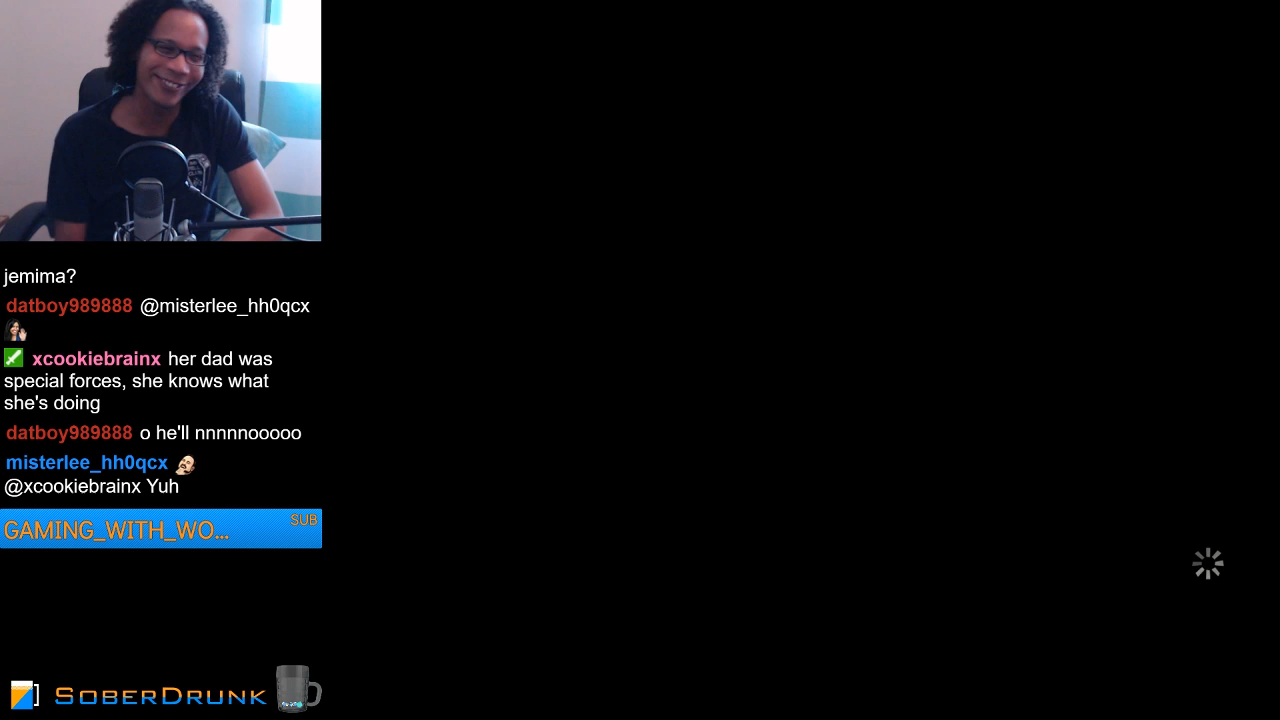 jemima?
datboy989888 @misterlee_hh0qcx
xcookiebrainx her dad was
special forces, she knows what
she's doing
datboy989888 o he'll nnnnnooooo
misterlee_hh0qcx
@xcookiebrainx Yuh
GAMING_WITH_WO... SUB
SOBERDRUNK